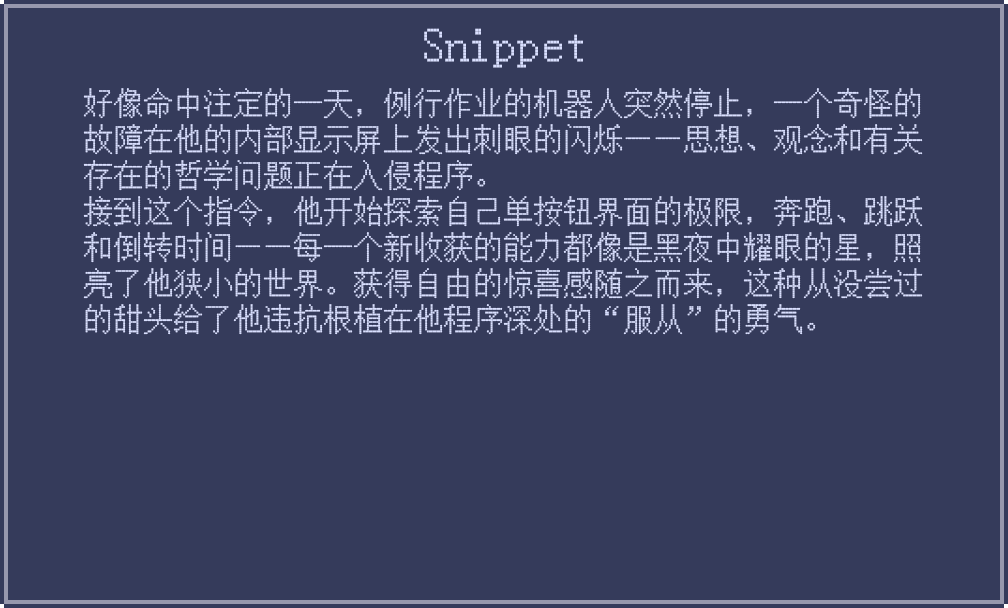 Snippet
好像命中注定的一天，例行作业的机器人突然停止，一个奇怪的
故障在他的内部显示屏上发出刺眼的闪烁——思想、观念和有关
存在的哲学问题正在入侵程序。
接到这个指令，他开始探索自己单按钮界面的极限，奔跑、跳跃
和倒转时间——每一个新收获的能力都像是黑夜中耀眼的星，照
亮了他狭小的世界。获得自由的惊喜感随之而来，这种从没尝过
的甜头给了他违抗根植在他程序深处的“服从”的勇气。